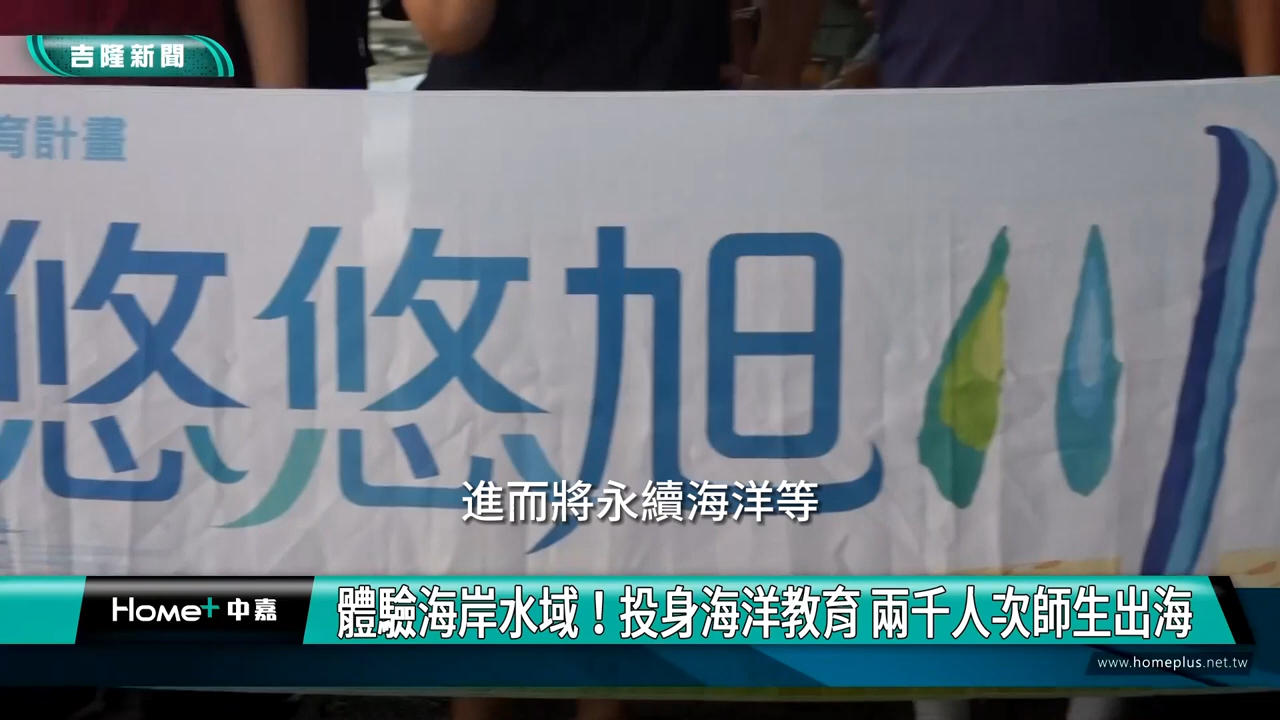 吉隆新聞
育計畫
悠悠旭川
進而將永續海洋等
Home+中嘉
體驗海岸水域！投身海洋教育 兩千人次師生出海
www.homeplus.net.tw